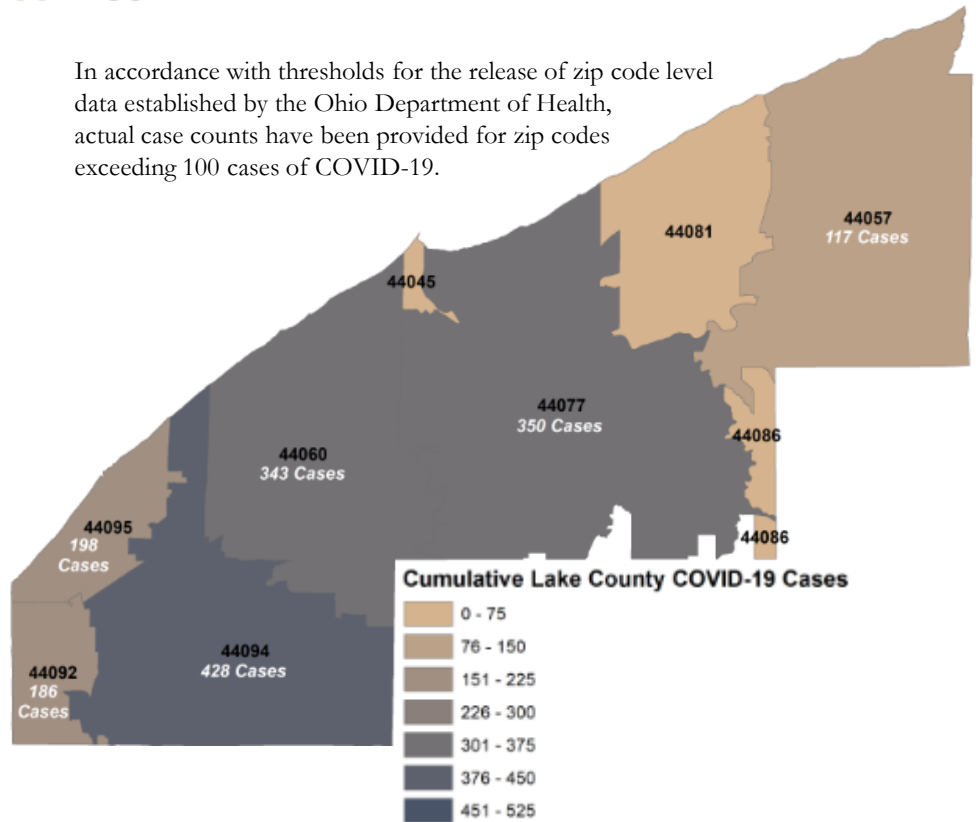 In accordance with thresholds for the release of zip code level
data established by the Ohio Department of Health,
actual case counts have been provided for zip codes
exceeding 100 cases of COVID-19.
44057
117 Cases
44081
44045
44077
350 Cases
44060
343 Cases
44086
44095
198
Cases
44086
44094
428 Cases
44092
186
Cases
Cumulative Lake County COVID-19 Cases
0 - 75
76 - 150
151 - 225
226 - 300
301 - 375
376 - 450
451 - 525